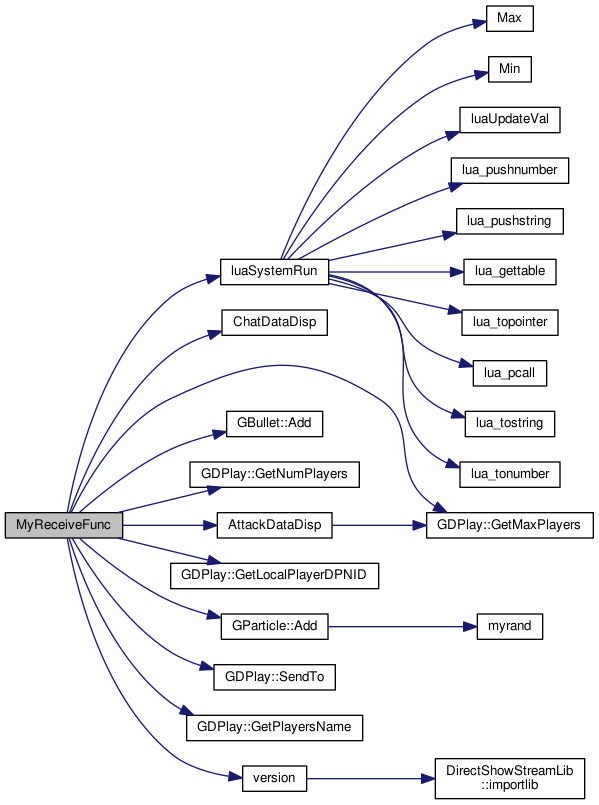 Max
Min
luaUpdateVal
lua_pushnumber
lua_pushstring
luaSystemRun
lua_gettable
ChatDataDisp
lua_topointer
lua_pcall
GBullet::Add
lua_tostring
GDPlay::GetNumPlayers
lua_tonumber
MyReceiveFunc
AttackDataDisp
GDPlay::GetMaxPlayers
GDPlay::GetLocalPlayerDPNID
GParticle::Add
myrand
GDPlay::SendTo
GDPlay::GetPlayersName
version
DirectShowStreamLib
::importlib